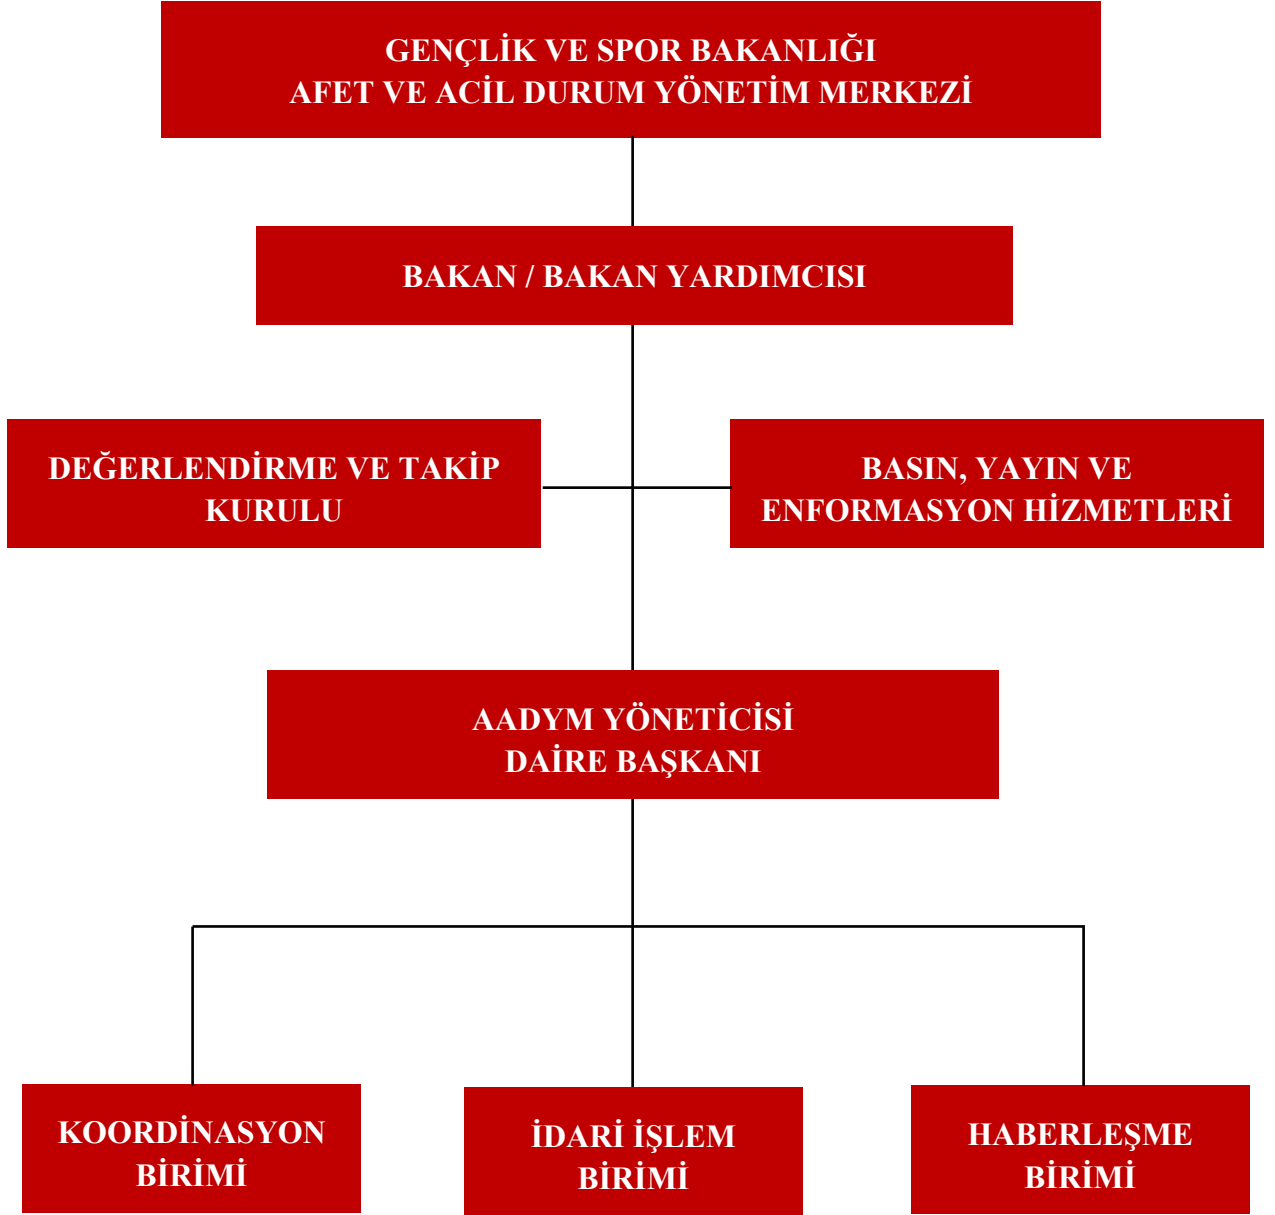 GENÇLİK VE SPOR BAKANLIĞI
AFET VE ACİL DURUM YÖNETİM MERKEZİ
BAKAN / BAKAN YARDIMCISI
DEĞERLENDİRME VE TAKİP
KURULU
BASIN, YAYIN VE
ENFORMASYON HİZMETLERİ
AADYM YÖNETİCİSİ
DAİRE BAŞKANI
KOORDİNASYON
BİRİMİ
İDARİ İŞLEM
BİRİMİ
HABERLEŞME
BİRİMİ